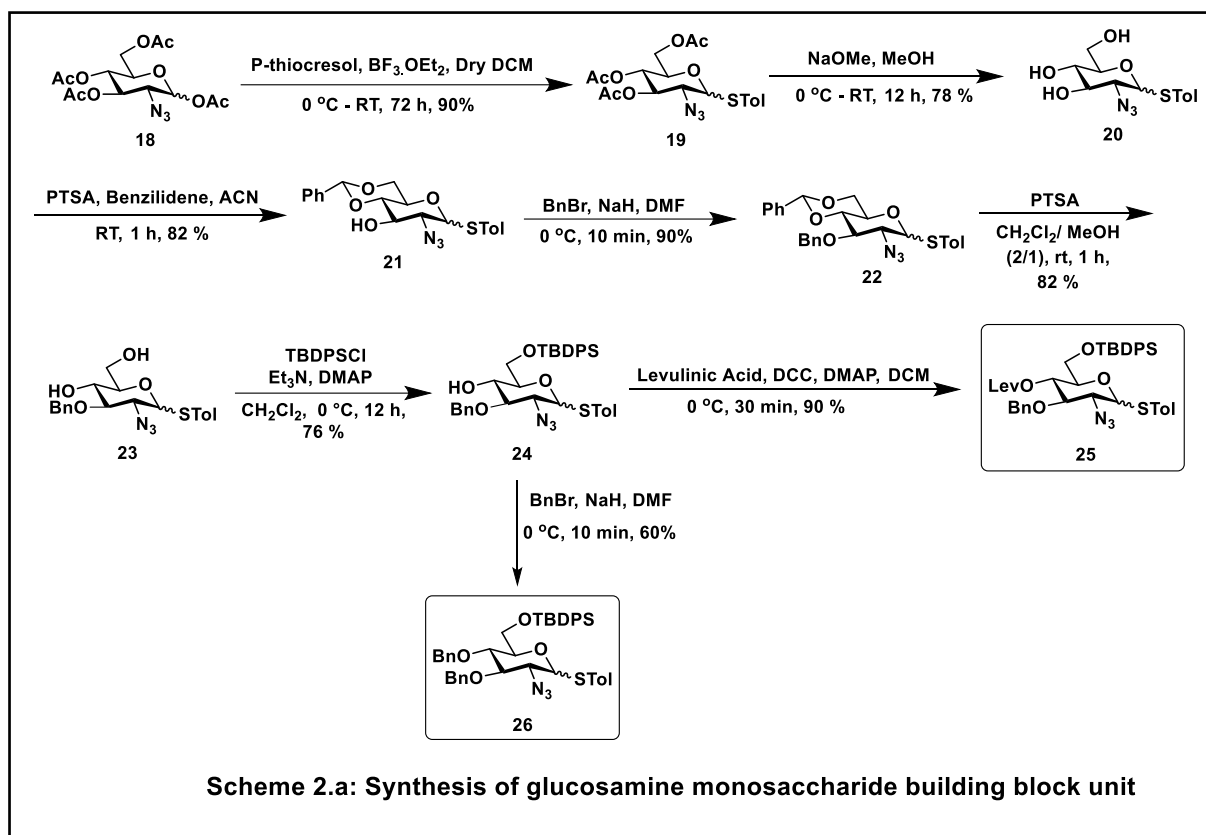 OAc
AcO
AcO
O
OAc
N3
18
P-thiocresol, BF3.OEt2, Dry DCM
0 oC - RT, 72 h, 90%
OAc
AcO
AcO
O
STol
N3
19
NaOMe, MeOH
0 oC - RT, 12 h, 78 %
OH
HO
HO
O
STol
N3
20
PTSA, Benzilidene, ACN
RT, 1 h, 82 %
Ph
O
O
HO
O
STol
N3
21
BnBr, NaH, DMF
0 oC, 10 min, 90%
Ph
O
O
BnO
O
STol
N3
22
PTSA
CH2Cl2/ MeOH
(2/1), rt, 1 h,
82 %
OH
HO
BnO
O
STol
N3
23
TBDPSCl
Et3N, DMAP
CH2Cl2, 0 oC, 12 h,
76 %
OTBDPS
HO
BnO
O
STol
N3
24
Levulinic Acid, DCC, DMAP, DCM
0 oC, 30 min, 90 %
OTBDPS
LevO
BnO
O
STol
N3
25
BnBr, NaH, DMF
0 oC, 10 min, 60%
OTBDPS
BnO
BnO
O
STol
N3
26
Scheme 2.a: Synthesis of glucosamine monosaccharide building block unit